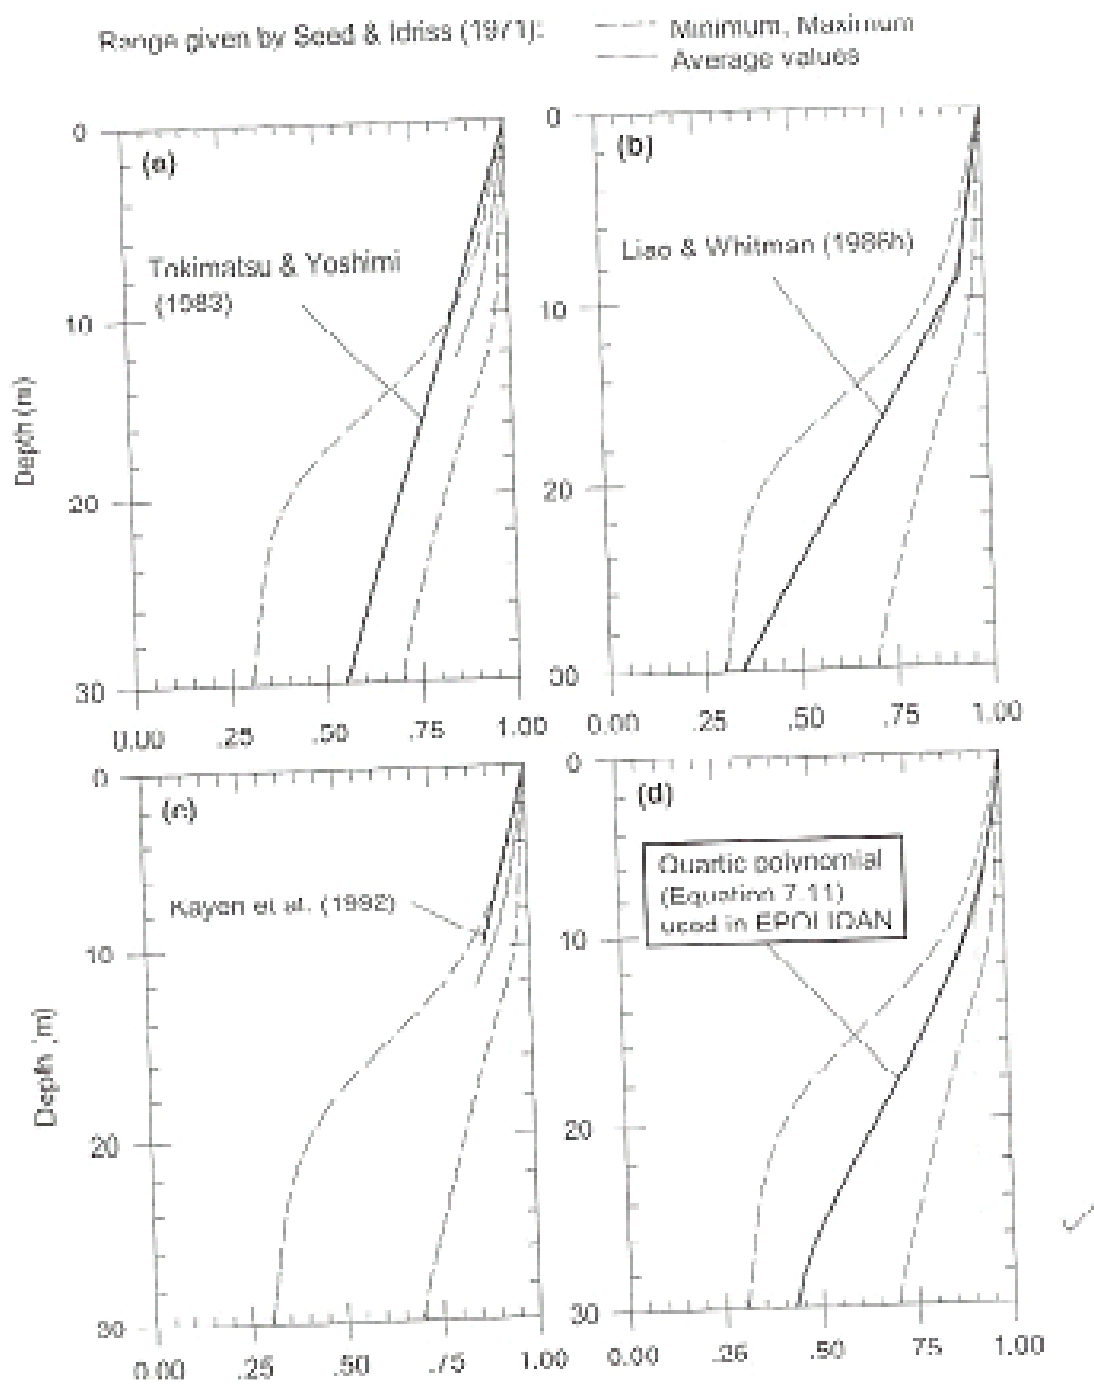 Range given by Seed & Idriss (1971):
Minimum, Maximum
Average values
(a)
Tokimatsu & Yoshimi
(1983)
Depth (m)
0
10
20
30
0.00 .25 .50 .75 1.00
(b)
Liao & Whitman (1986b)
0
10
20
30
0.00 .25 .50 .75 1.00
(c)
Kayen et al. (1992)
Depth (m)
0
10
20
30
0.00 .25 .50 .75 1.00
(d)
Quartic polynomial
(Equation 7.11)
used in
0
10
20
30
0.00 .25 .50 75 1.00